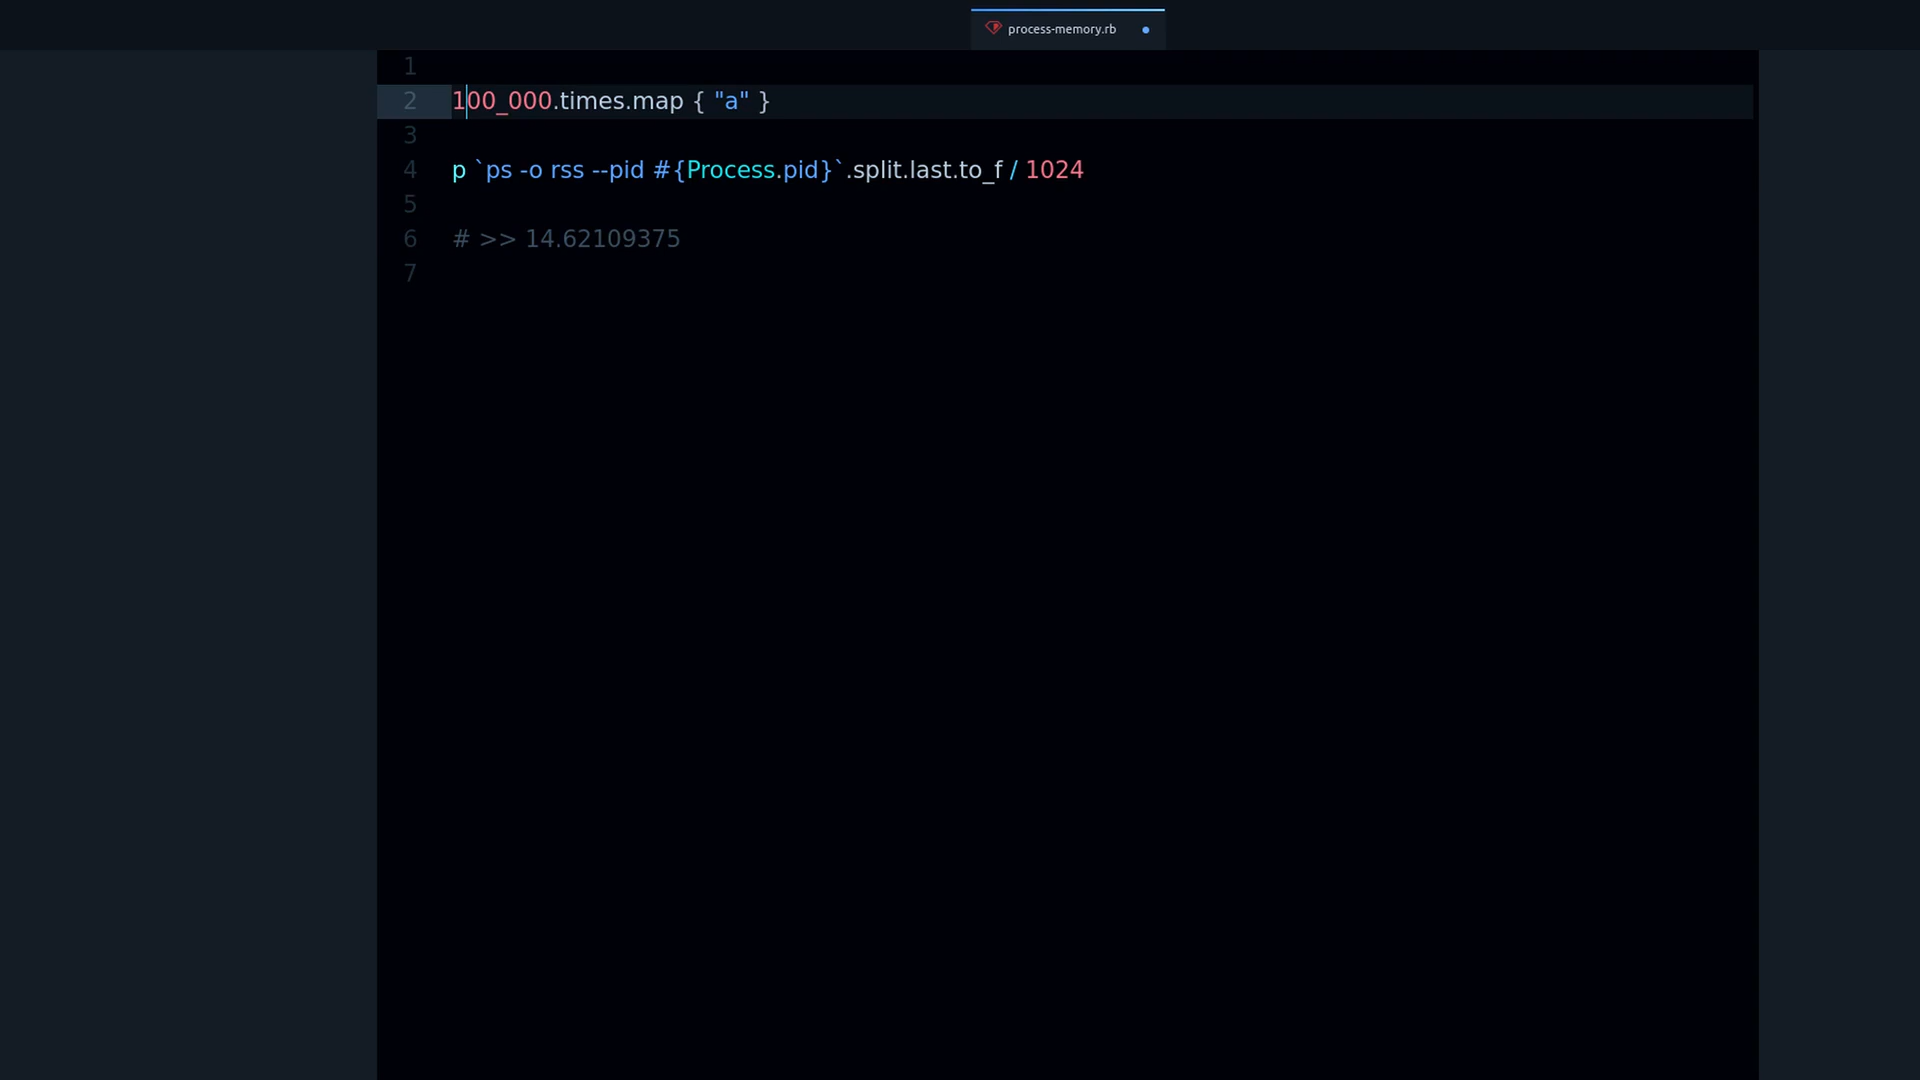 process-memory.rb
1
2 100_000.times.map { "a" }
3
4 p `ps -o rss --pid #{Process.pid}`.split.last.to_f / 1024
5
6 # >> 14.62109375
7